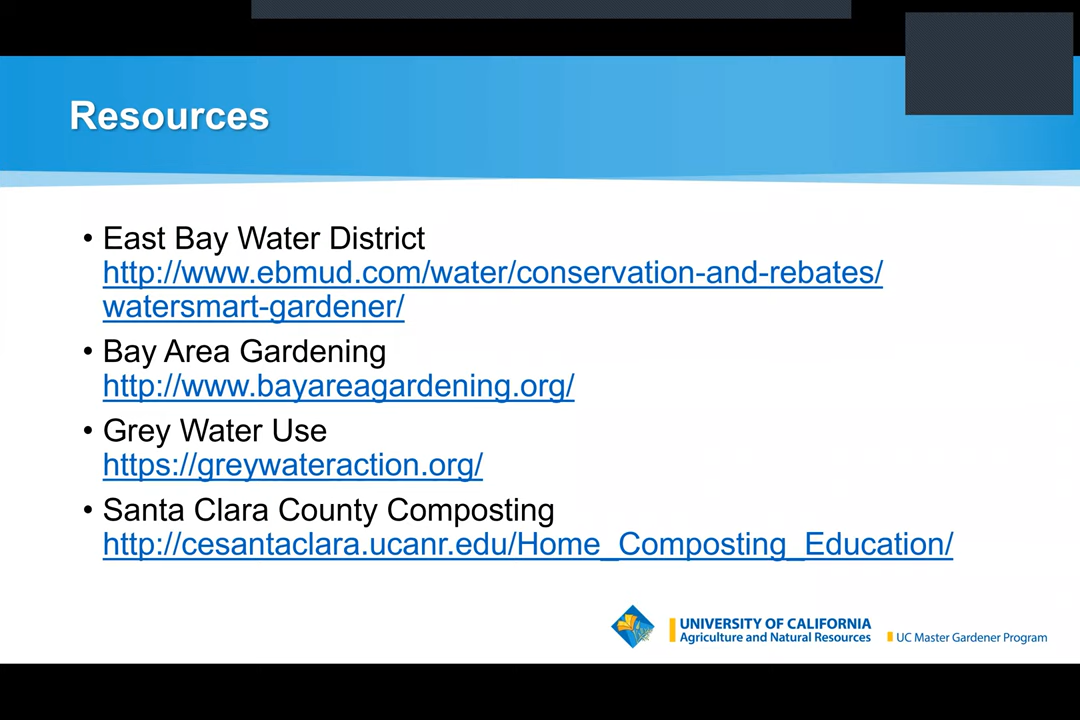 Resources
• East Bay Water District
http://www.ebmud.com/water/conservation-and-rebates/
watersmart-gardener/
• Bay Area Gardening
http://www.bayareagardening.org/
• Grey Water Use
https://greywateraction.org/
• Santa Clara County Composting
http://cesantaclara.ucanr.edu/Home_Composting_Education/
UNIVERSITY OF CALIFORNIA
Agriculture and Natural Resources
UC Master Gardener Program